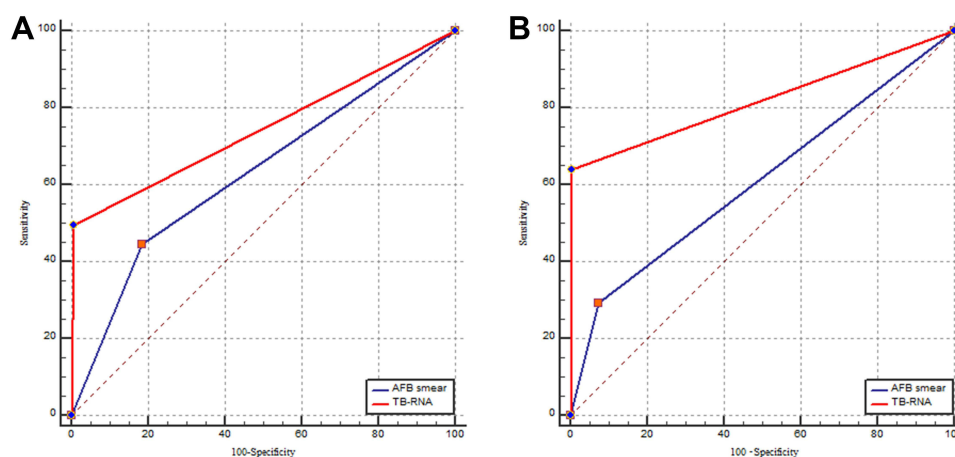 A
100
80
60
40
20
0
Sensitivity
0 20 40 60 80 100
100-Specificity
AFB smear
TB-RNA
B
100
80
60
40
20
0
Sensitivity
0 20 40 60 80 100
100 -Specificity
AFB smear
TB-RNA